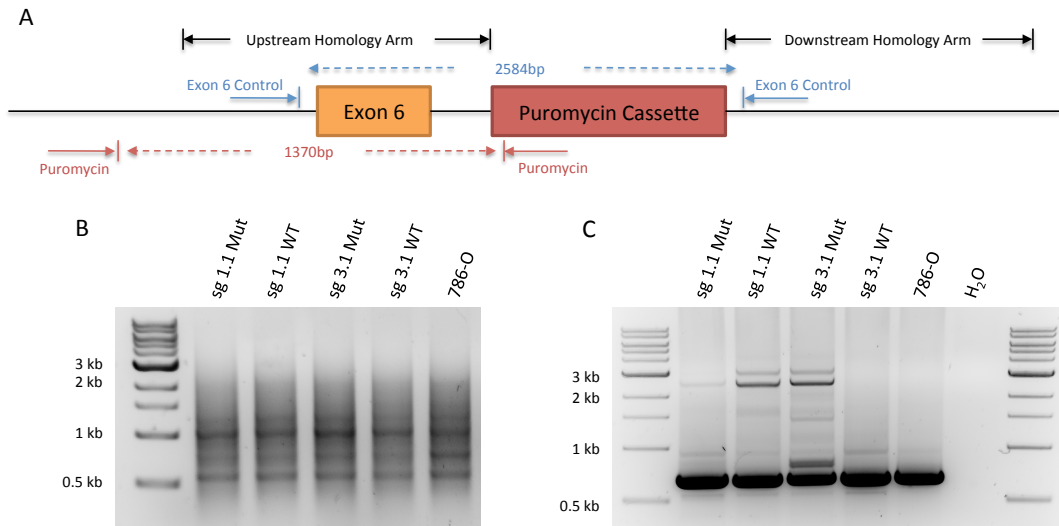 A
Upstream Homology Arm
Downstream Homology Arm
2584bp
Exon 6 Control
Exon 6 Control
Exon 6
Puromycin Cassette
1370bp
Puromycin
Puromycin
B
sg 1.1 Mut
sg 1.1 WT
sg 3.1 Mut
sg 3.1 WT
786-O
3 kb
2 kb
1 kb
0.5 kb
C
sg 1.1 Mut
sg 1.1 WT
sg 3.1 Mut
sg 3.1 WT
786-O
H₂O
3 kb
2 kb
1 kb
0.5 kb